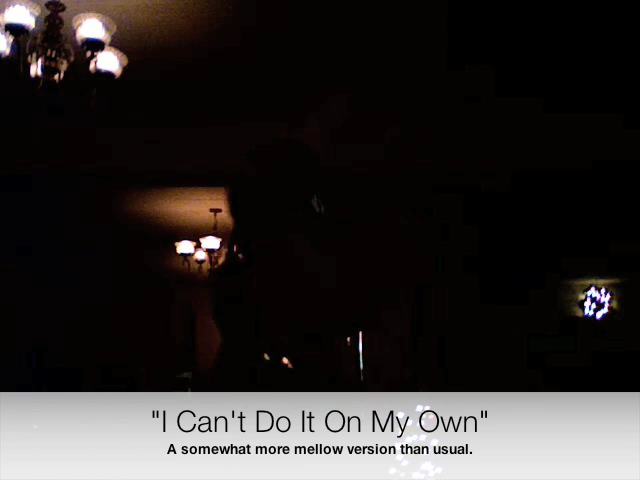 "I Can't Do It On My Own"
A somewhat more mellow version than usual.